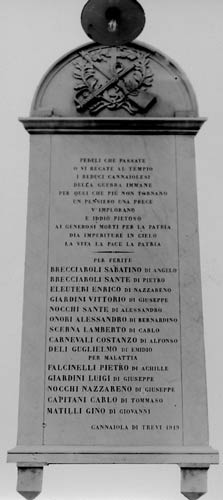 FEDELI CHE PASSATE
O VI RECATE AL TEMPIO
I REDUCI CANNAIOLESI
DELLA GUERRA IMMANE
PER QUEI CHE PIÙ NON TORNANO
UN PENSIERO UNA PRECE
V'IMPLORANO
E IDDIO PIETOSO
AI GENEROSI MORTI PER LA PATRIA
DIA IMPERITURE IN CIELO
LA VITA LA PACE LA PATRIA
PER FERITE
BRECCIAROLI SABATINO DI ANGELO
BRECCIAROLI SANTE DI PIETRO
ELEUTERI ENRICO DI NAZZARENO
GIARDINI VITTORIO DI GIUSEPPE
NOCCHI SANTE DI ALESSANDRO
ONORI ALESSANDRO DI BERNARDINO
SCERNA LAMBERTO DI CARLO
CARNEVALI COSTANZO DI ALFONSO
DELI GUGLIELMO DI EMIDIO
PER MALATTIA
FALCINELLI PIETRO DI ACHILLE
GIARDINI LUIGI DI GIUSEPPE
NOCCHI NAZZARENO DI GIUSEPPE
CAPITANI CARLO DI TOMMASO
MATILLI GINO DI GIOVANNI
CANNAIOLA DI TREVI 1919